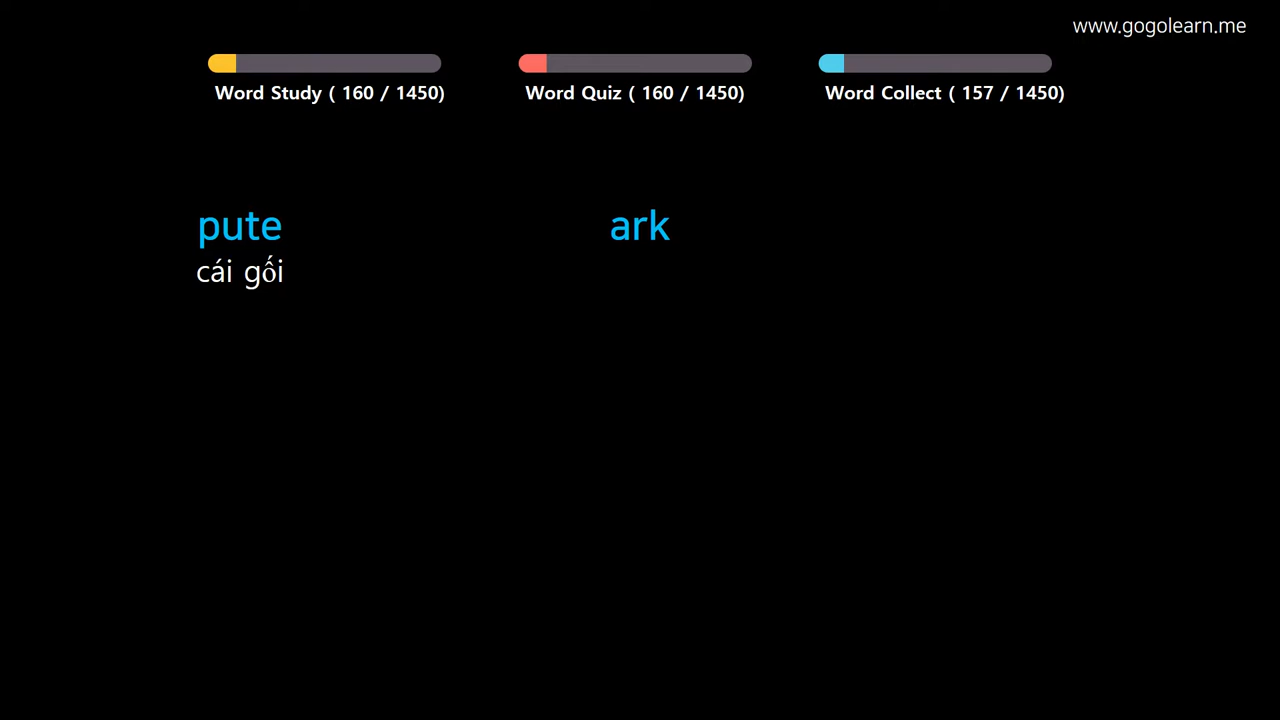 www.gogolearn.me
Word Study ( 160 / 1450)
Word Quiz ( 160 / 1450)
Word Collect ( 157 / 1450)
pute
cái gối
ark